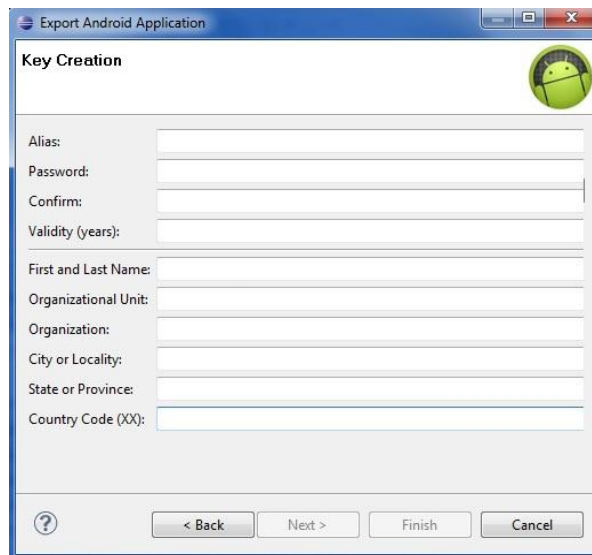 Export Android Application
Key Creation
Alias:
Password:
Confirm:
Validity (years):
First and Last Name:
Organizational Unit:
Organization:
City or Locality:
State or Province:
Country Code (XX):
? < Back Next > Finish Cancel